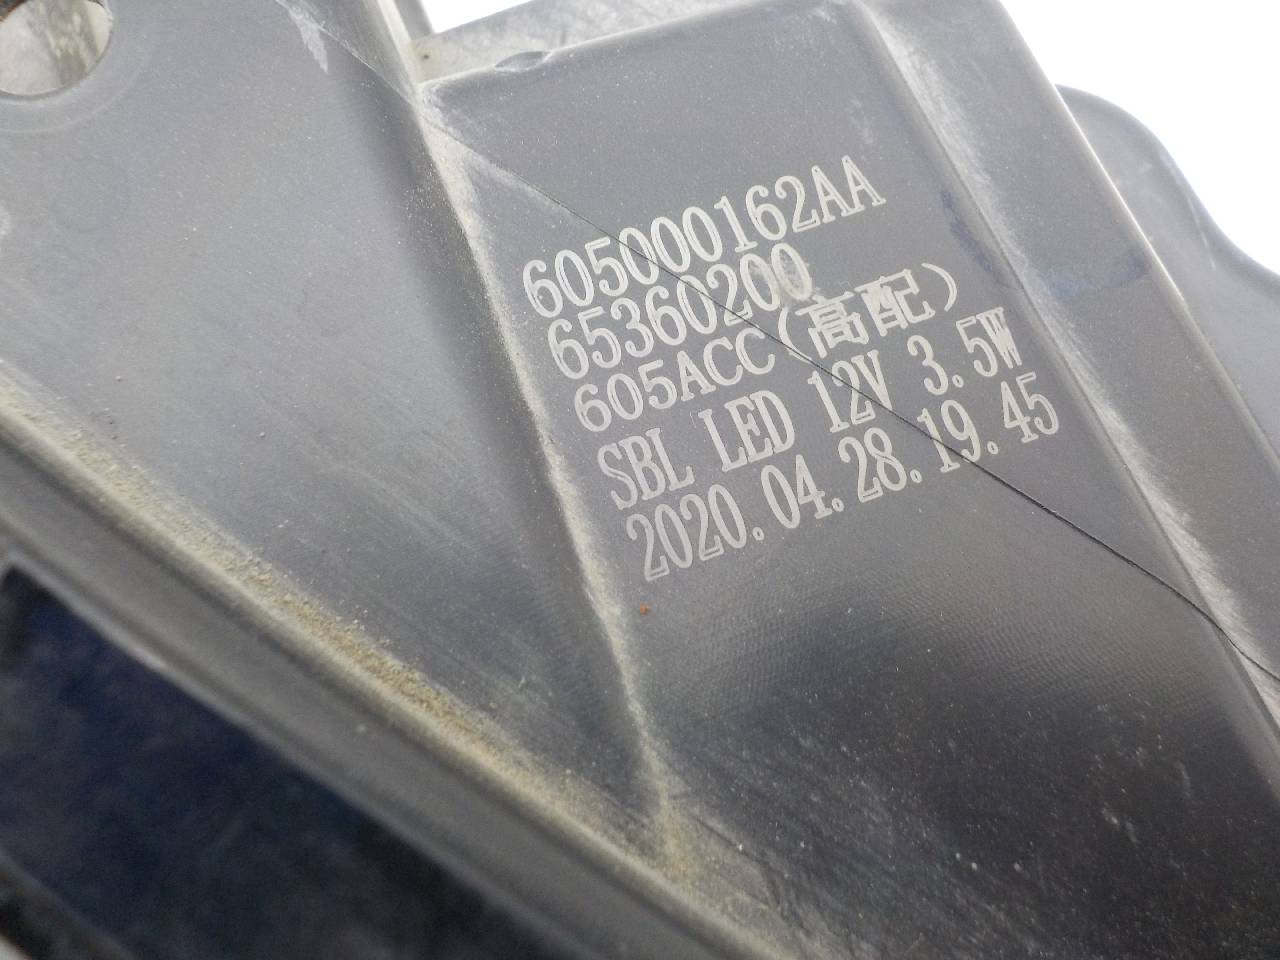 605000162AA
65360200
605ACC(高配)
SBL LED 12V 3.5W
2020.04.28.19.45